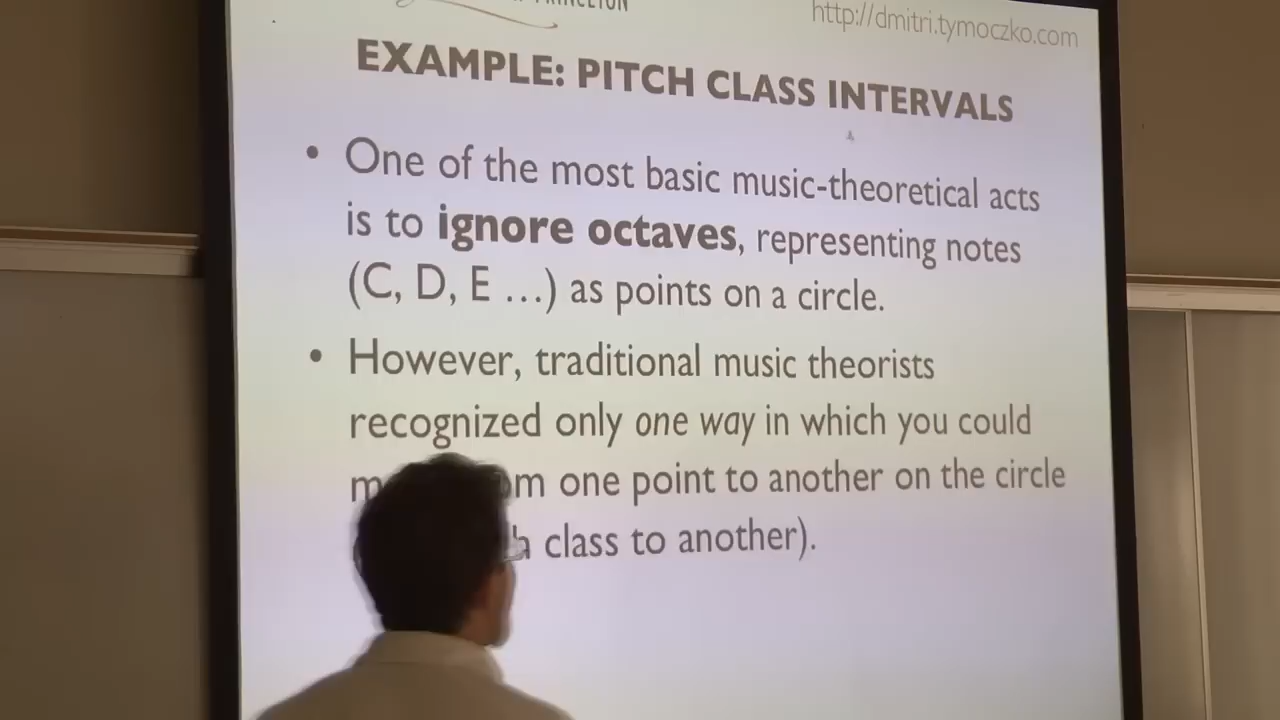 http://dmitri.tymoczko.com
EXAMPLE: PITCH CLASS INTERVALS
• One of the most basic music-theoretical acts
is to ignore octaves, representing notes
(C, D, E ...) as points on a circle.
• However, traditional music theorists
recognized only one way in which you could
one point to another on the circle
class to another).